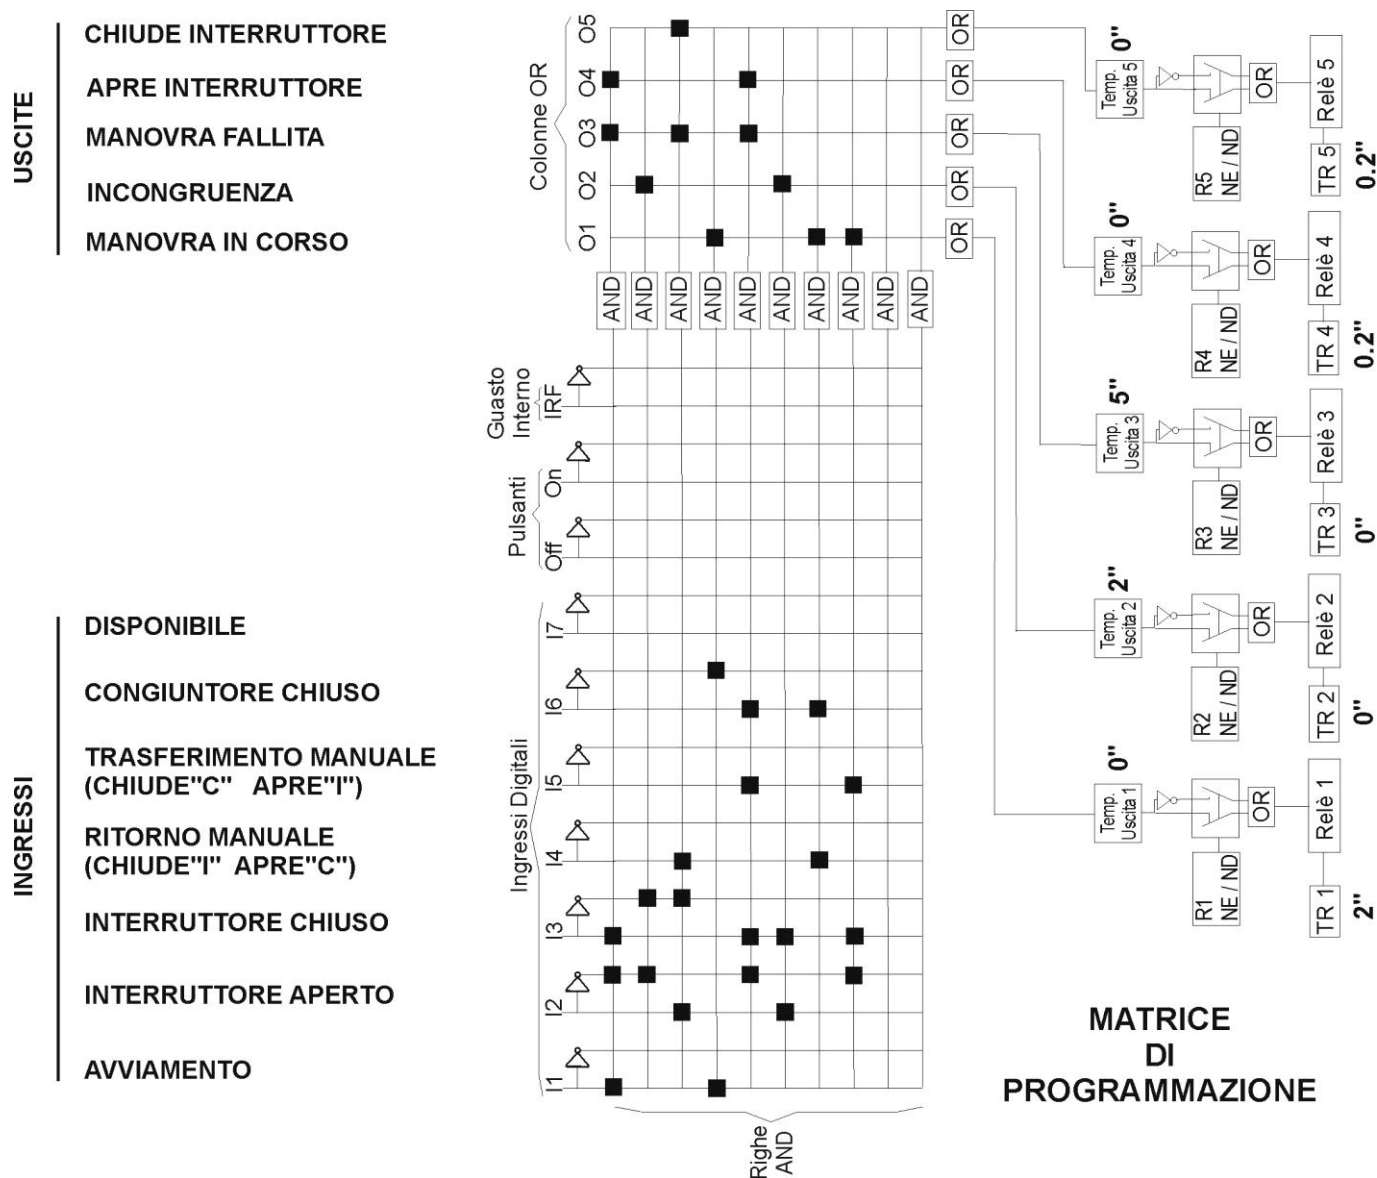 USCITE
CHIUDE INTERRUTTORE
APRE INTERRUTTORE
MANOVRA FALLITA
INCONGRUENZA
MANOVRA IN CORSO
Colonne OR
O5
O4
O3
O2
O1
OR
OR
OR
OR
OR
AND
AND
AND
AND
AND
AND
AND
AND
AND
AND
Guasto
Interno
IRF
Pulsanti
On
Off
INGRESSI
DISPONIBILE
CONGIUNTORE CHIUSO
TRASFERIMENTO MANUALE
(CHIUDE"C" APRE"I")
RITORNO MANUALE
(CHIUDE"I" APRE"C")
INTERRUTTORE CHIUSO
INTERRUTTORE APERTO
AVVIAMENTO
Ingressi Digitali
I7
I6
I5
I4
I3
I2
I1
Righe
AND
0"
Temp.
Uscita 5
OR
Relè 5
R5
NE / ND
TR 5
0.2"
0"
Temp.
Uscita 4
OR
Relè 4
R4
NE / ND
TR 4
0.2"
5"
Temp.
Uscita 3
OR
Relè 3
R3
NE / ND
TR 3
0"
2"
Temp.
Uscita 2
OR
Relè 2
R2
NE / ND
TR 2
0"
0"
Temp.
Uscita 1
OR
Relè 1
R1
NE / ND
TR 1
2"
MATRICE
DI
PROGRAMMAZIONE